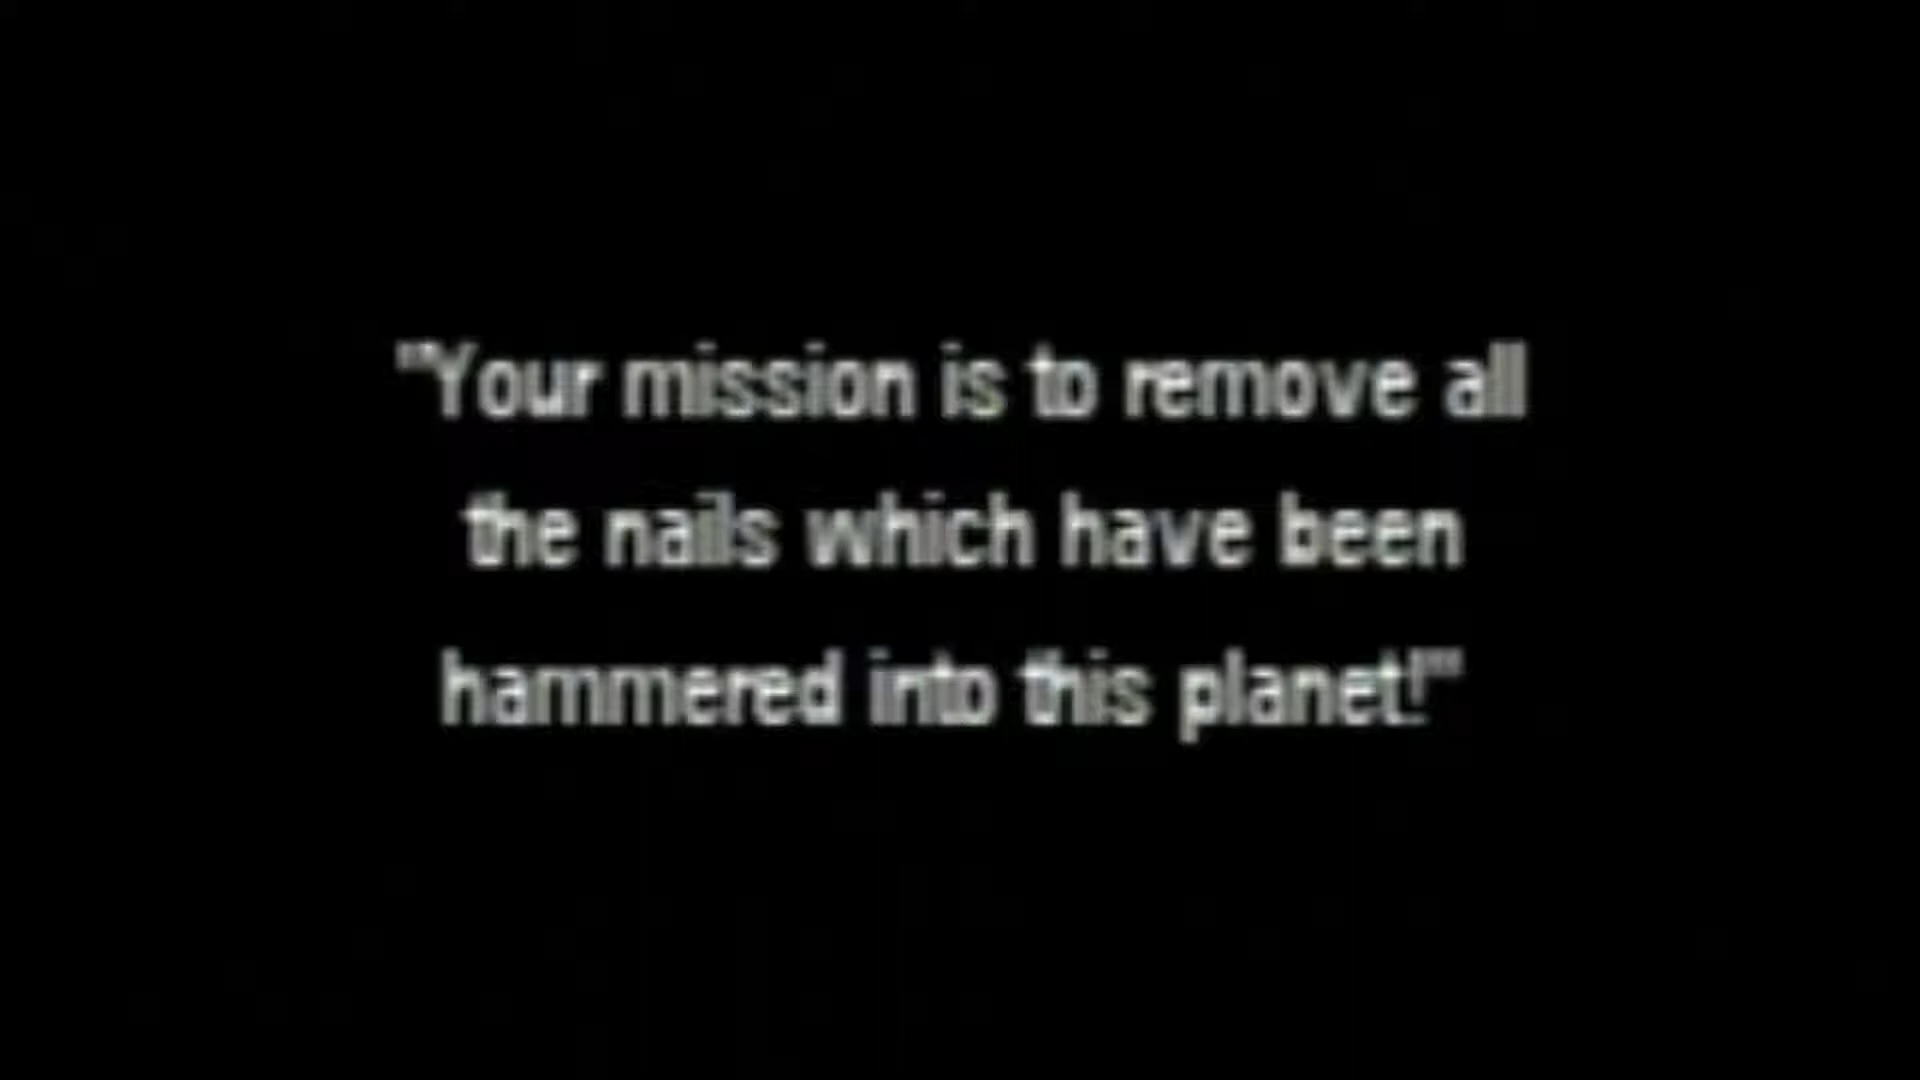 "Your mission is to remove all
the nails which have been
hammered into this planet!"